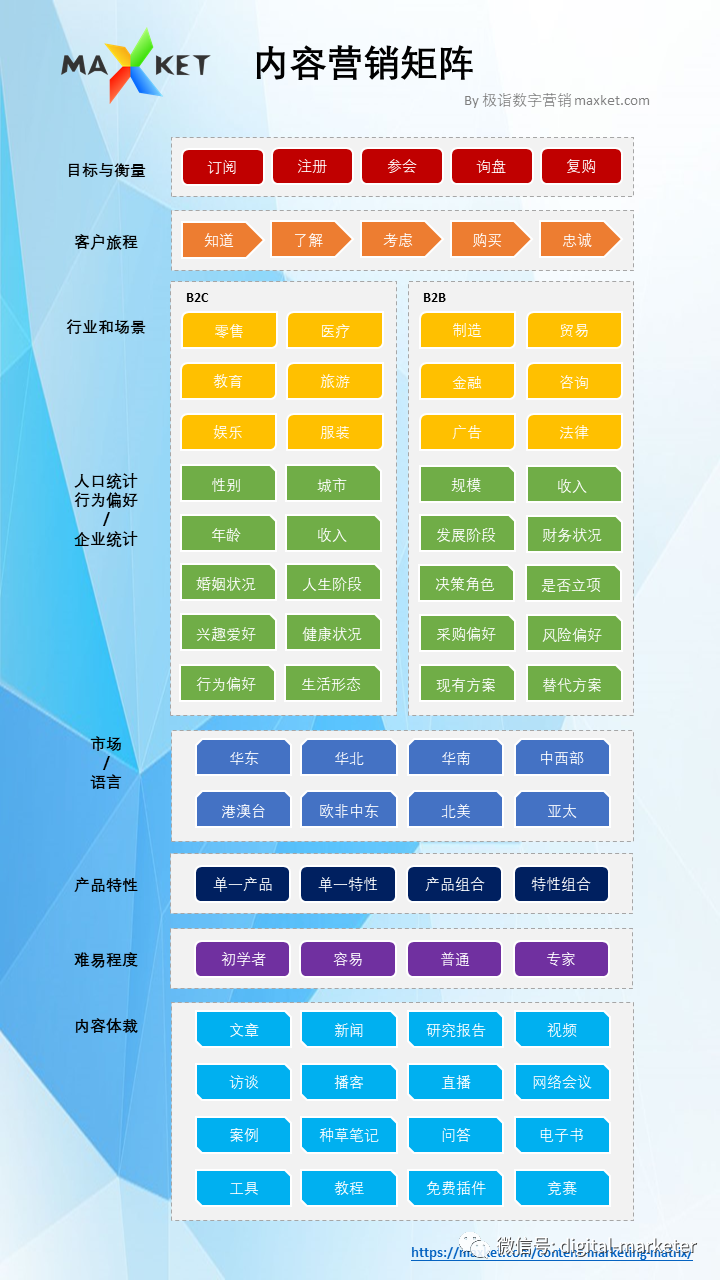 MAXKET
内容营销矩阵
By 极诣数字营销 maxket.com
目标与衡量
订阅 注册 参会 询盘 复购
客户旅程
知道 了解 考虑 购买 忠诚
行业和场景
B2C
零售 医疗
教育 旅游
娱乐 服装
B2B
制造 贸易
金融 咨询
广告 法律
人口统计
行为偏好
/
企业统计
性别 城市
年龄 收入
婚姻状况 人生阶段
兴趣爱好 健康状况
行为偏好 生活形态
规模 收入
发展阶段 财务状况
决策角色 是否立项
采购偏好 风险偏好
现有方案 替代方案
市场
/
语言
华东 华北 华南 中西部
港澳台 欧非中东 北美 亚太
产品特性
单一产品 单一特性 产品组合 特性组合
难易程度
初学者 容易 普通 专家
内容体裁
文章 新闻 研究报告 视频
访谈 播客 直播 网络会议
案例 种草笔记 问答 电子书
工具 教程 免费插件 竞赛
微信号: digital-marketer
https://maxket.com/content-marketing-matrix/